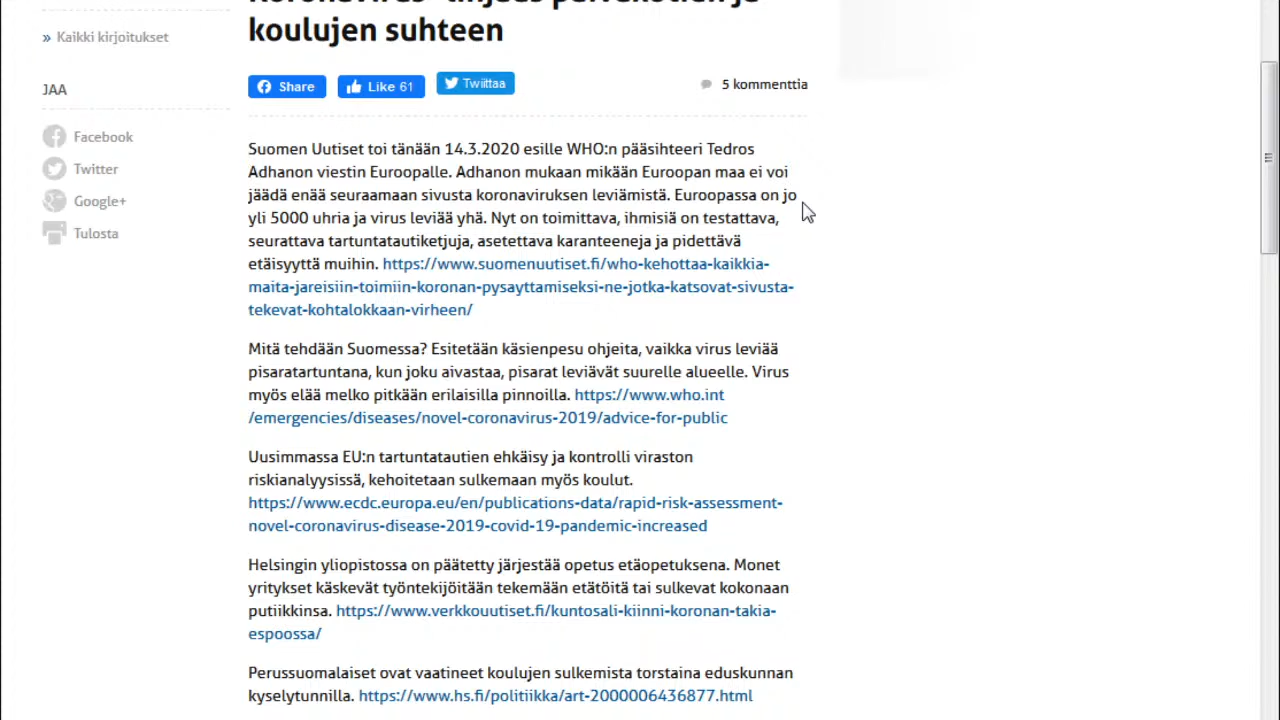 koulujen suhteen
» Kaikki kirjoitukset
JAA
Facebook
Twitter
Google+
Tulosta
Share
Like 61
Twiittaa
5 kommenttia
Suomen Uutiset toi tänään 14.3.2020 esille WHO:n pääsihteeri Tedros
Adhanon viestin Euroopalle. Adhanon mukaan mikään Euroopan maa ei voi
jäädä enää seuraamaan sivusta koronaviruksen leviämistä. Euroopassa on jo
yli 5000 uhria ja virus leviää yhä. Nyt on toimittava, ihmisiä on testattava,
seurattava tartuntatautiketjuja, asetettava karanteeneja ja pidettävä
etäisyyttä muihin. https://www.suomenuutiset.fi/who-kehottaa-kaikkia-
maita-jareisiin-toimiin-koronan-pysayttamiseksi-ne-jotka-katsovat-sivusta-
tekevat-kohtalokkaan-virheen/
Mitä tehdään Suomessa? Esitetään käsienpesu ohjeita, vaikka virus leviää
pisaratartuntana, kun joku aivastaa, pisarat leviävät suurelle alueelle. Virus
myös elää melko pitkään erilaisilla pinnoilla. https://www.who.int
/emergencies/diseases/novel-coronavirus-2019/advice-for-public
Uusimmassa EU:n tartuntatautien ehkäisy ja kontrolli viraston
riskianalyysissä, kehoitetaan sulkemaan myös koulut.
https://www.ecdc.europa.eu/en/publications-data/rapid-risk-assessment-
novel-coronavirus-disease-2019-covid-19-pandemic-increased
Helsingin yliopistossa on päätetty järjestää opetus etäopetuksena. Monet
yritykset käskevät työntekijöitään tekemään etätöitä tai sulkevat kokonaan
putiikkinsa. https://www.verkkouutiset.fi/kuntosali-kiinni-koronan-takia-
espoossa/
Perussuomalaiset ovat vaatineet koulujen sulkemista torstaina eduskunnan
kyselytunnilla. https://www.hs.fi/politiikka/art-2000006436877.html